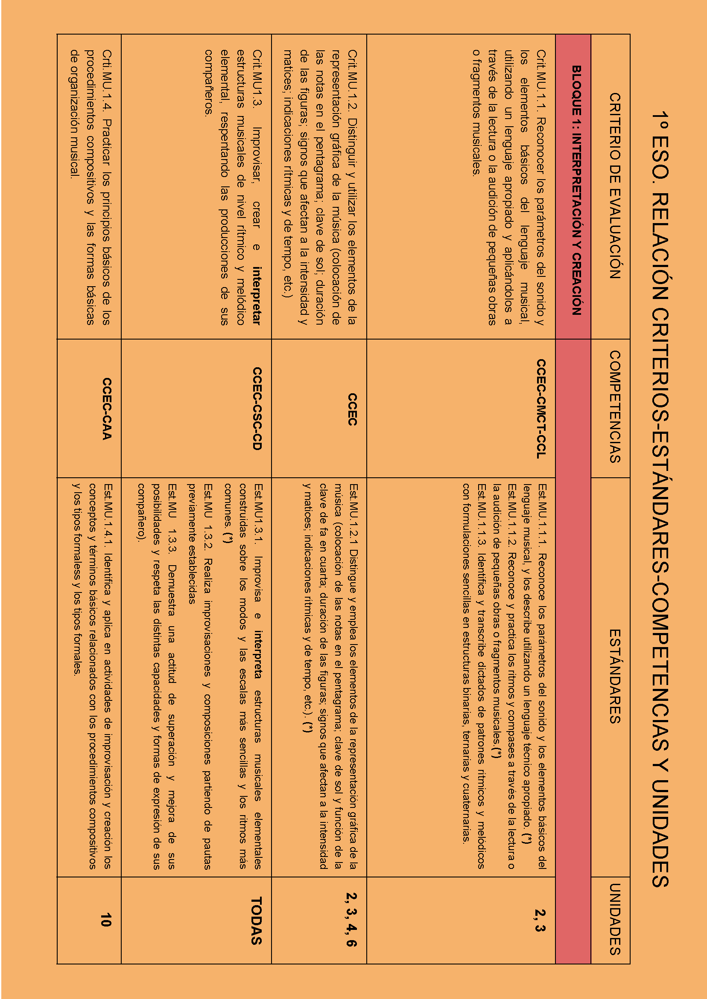 1º ESO. RELACIÓN CRITERIOS-ESTÁNDARES-COMPETENCIAS Y UNIDADES
CRITERIO DE EVALUACIÓN
COMPETENCIAS
ESTÁNDARES
UNIDADES
BLOQUE 1: INTERPRETACIÓN Y CREACIÓN
Crit.MU.1.1. Reconocer los parámetros del sonido y
los elementos básicos del lenguaje musical,
utilizando un lenguaje apropiado y aplicándolos a
través de la lectura o la audición de pequeñas obras
o fragmentos musicales.
CCEC-CMCT-CCL
Est.MU.1.1.1. Reconoce los parámetros del sonido y los elementos básicos del
lenguaje musical, y los describe utilizando un lenguaje técnico apropiado. (*)
Est.MU.1.1.2. Reconoce y practica los ritmos y compases a través de la lectura o
la audición de pequeñas obras o fragmentos musicales.(*)
Est.MU.1.1.3. Identifica y transcribe dictados de patrones rítmicos y melódicos
con formulaciones sencillas en estructuras binarias, ternarias y cuaternarias.
2, 3
Crit.MU.1.2. Distinguir y utilizar los elementos de la
representación gráfica de la música (colocación de
las notas en el pentagrama; clave de sol; duración
de las figuras; signos que afectan a la intensidad y
matices; indicaciones rítmicas y de tempo, etc.)
CCEC
Est.MU.1.2.1 Distingue y emplea los elementos de la representación gráfica de la
música (colocación de las notas en el pentagrama; clave de sol y función de la
clave de fa en cuarta; duración de las figuras; signos que afectan a la intensidad
y matices; indicaciones rítmicas y de tempo, etc.). (*)
2, 3, 4, 6
Crit.MU1.3. Improvisar, crear e interpretar
estructuras musicales de nivel rítmico y melódico
elemental, respentando las producciones de sus
compañeros.
CCEC-CSC-CD
Est.MU1.3.1. Improvisa e interpreta estructuras musicales elementales
construidas sobre los modos y las escalas más sencillas y los ritmos más
comunes. (*)
Est.MU 1.3.2. Realiza improvisaciones y composiciones partiendo de pautas
previamente establecidas
Est.MU 1.3.3. Demuestra una actitud de superación y mejora de sus
posibilidades y respeta las distintas capacidades y formas de expresión de sus
compañero).
TODAS
Crti.MU.1.4. Practicar los principios básicos de los
procedimientos compositivos y las formas básicas
de organización musical.
CCEC-CAA
Est.MU.1.4.1. Identifica y aplica en actividades de improvisación y creación los
conceptos y términos básicos relacionados con los procedimientos compositivos
y los tipos formaless y los tipos formales.
10